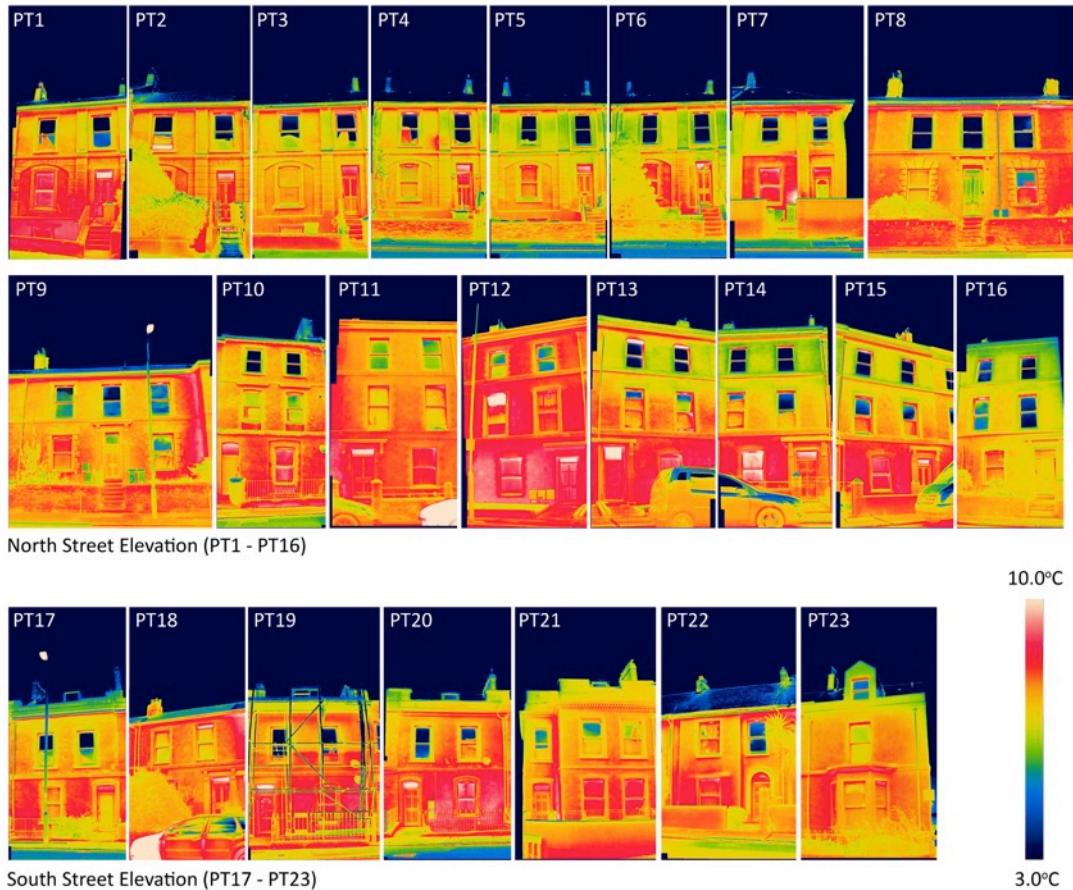 PT1 PT2 PT3 PT4 PT5 PT6 PT7 PT8
PT9 PT10 PT11 PT12 PT13 PT14 PT15 PT16
North Street Elevation (PT1 - PT16)
10.0°C
PT17 PT18 PT19 PT20 PT21 PT22 PT23
3.0°C
South Street Elevation (PT17 - PT23)